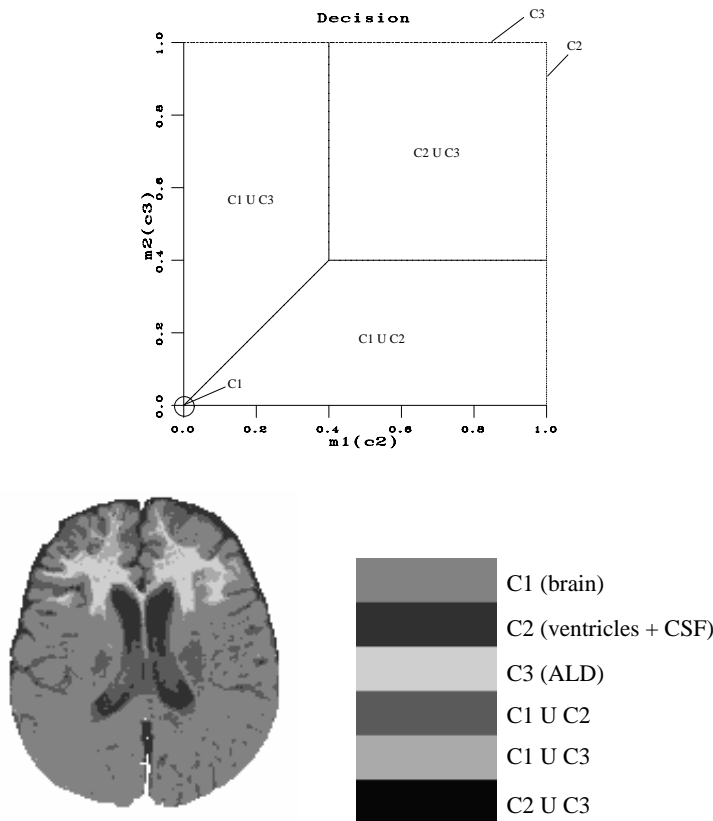 Decision
C3
C2
1.0
0.8
0.6
0.4
0.2
0.0
m2(c3)
C2 U C3
C1 U C3
C1 U C2
C1
0.0 0.2 0.4 0.6 0.8 1.0
m1(c2)
C1 (brain)
C2 (ventricles + CSF)
C3 (ALD)
C1 U C2
C1 U C3
C2 U C3